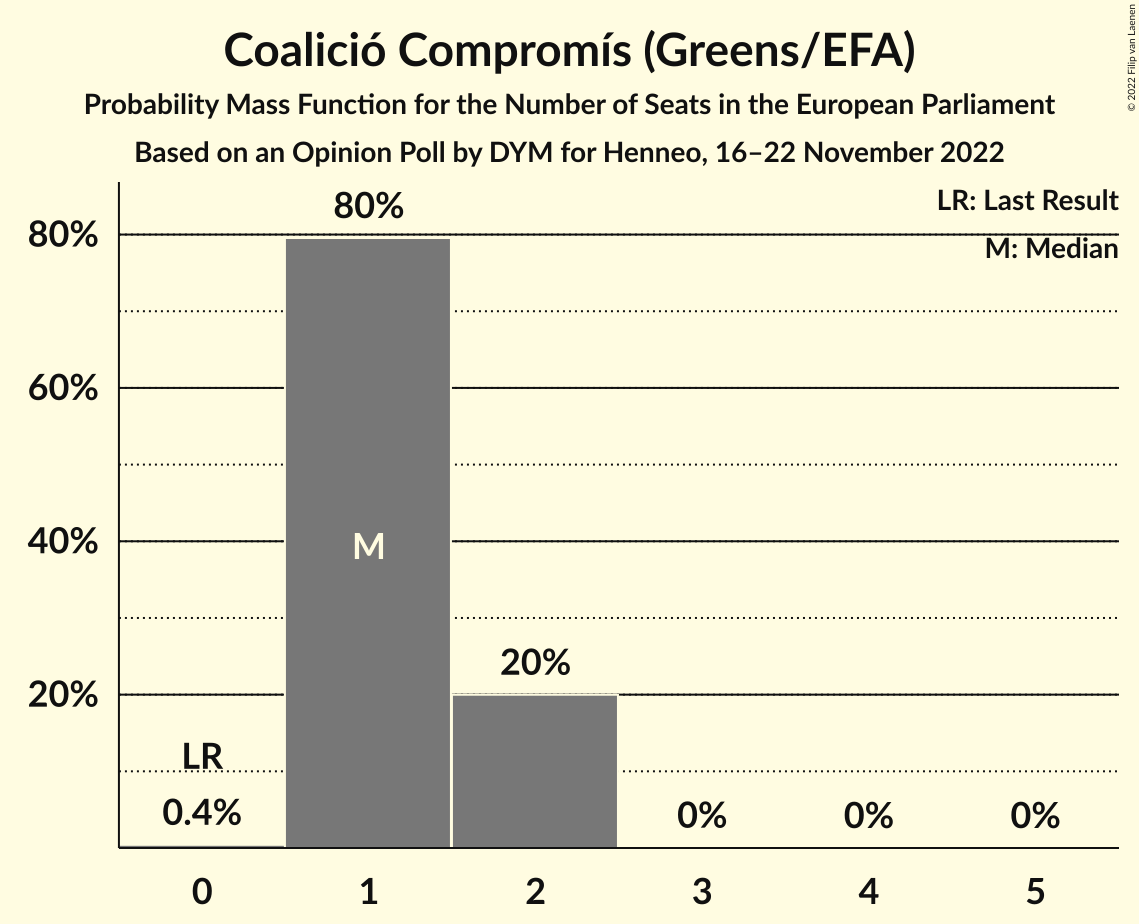 Coalició Compromís (Greens/EFA)
Probability Mass Function for the Number of Seats in the European Parliament
Based on an Opinion Poll by DYM for Henneo, 16–22 November 2022
© 2022 Filip van Laenen
LR: Last Result
M: Median
80%
60%
40%
20%
80%
M
20%
LR
0.4%
0%
0%
0%
0
1
2
3
4
5